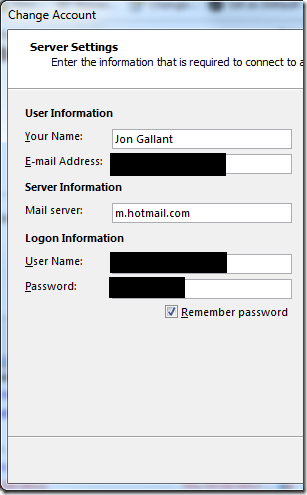 Change Account
Server Settings
Enter the information that is required to connect to a
User Information
Your Name: Jon Gallant
E-mail Address:
Server Information
Mail server: m.hotmail.com
Logon Information
User Name:
Password:
Remember password